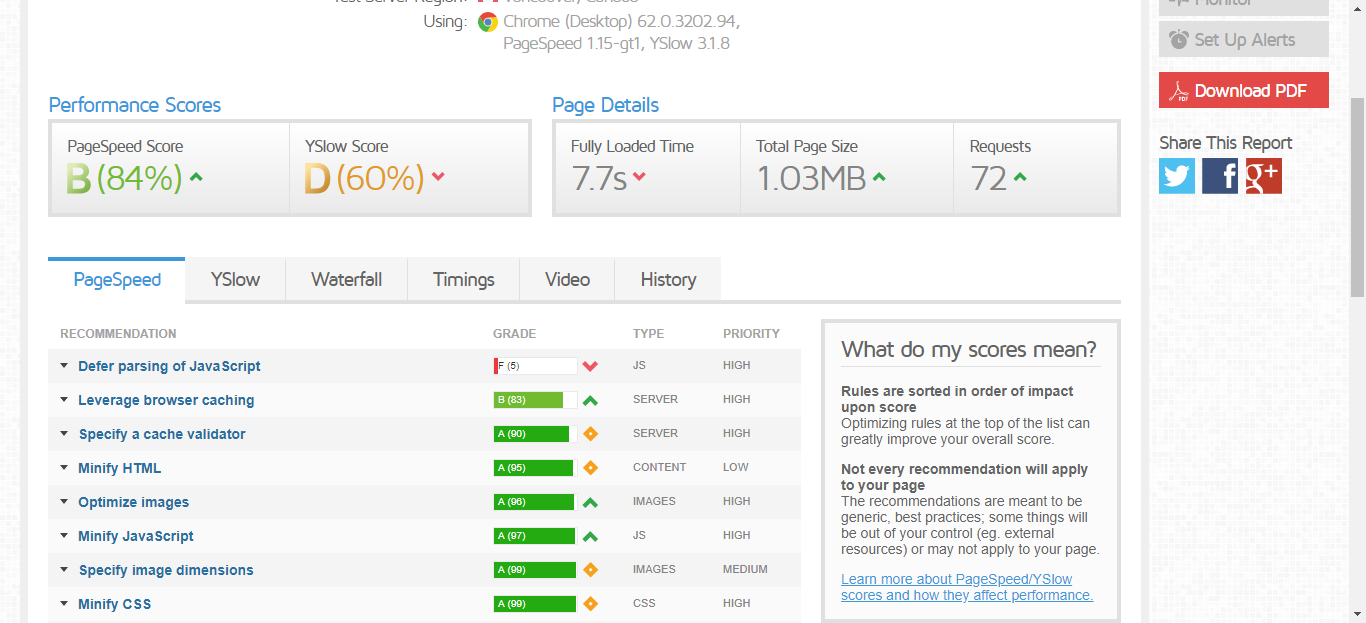 Using: Chrome (Desktop) 62.0.3202.94,
PageSpeed 1.15-gt1, YSlow 3.1.8
Monitor
Set Up Alerts
Download PDF
Share This Report
Performance Scores
PageSpeed Score
B (84%)
YSlow Score
D (60%)
Page Details
Fully Loaded Time
7.7s
Total Page Size
1.03MB
Requests
72
PageSpeed YSlow Waterfall Timings Video History
RECOMMENDATION GRADE TYPE PRIORITY
Defer parsing of JavaScript F (5) JS HIGH
Leverage browser caching B (83) SERVER HIGH
Specify a cache validator A (90) SERVER HIGH
Minify HTML A (95) CONTENT LOW
Optimize images A (96) IMAGES HIGH
Minify JavaScript A (97) JS HIGH
Specify image dimensions A (99) IMAGES MEDIUM
Minify CSS A (99) CSS HIGH
What do my scores mean?
Rules are sorted in order of impact
upon score
Optimizing rules at the top of the list can
greatly improve your overall score.
Not every recommendation will apply
to your page
The recommendations are meant to be
generic, best practices; some things will
be out of your control (eg. external
resources) or may not apply to your page.
Learn more about PageSpeed/YSlow
scores and how they affect performance.